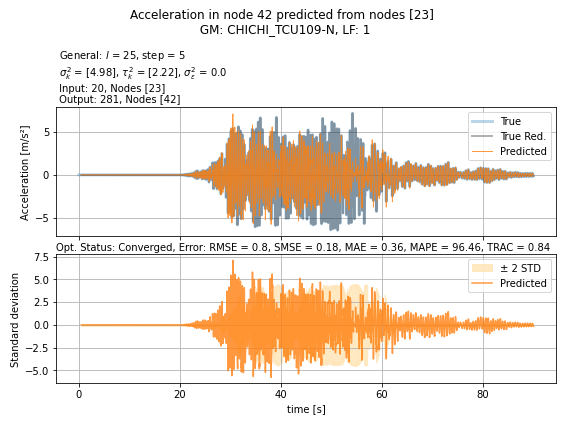 Acceleration in node 42 predicted from nodes [23]
GM: CHICHI_TCU109-N, LF: 1
General: l = 25, step = 5
σ²ₖ = [4.98], τ²ₖ = [2.22], σ²ε = 0.0
Input: 20, Nodes [23]
Output: 281, Nodes [42]
True
True Red.
Predicted
5
0
−5
Acceleration [m/s²]
Opt. Status: Converged, Error: RMSE = 0.8, SMSE = 0.18, MAE = 0.36, MAPE = 96.46, TRAC = 0.84
± 2 STD
Predicted
7.5
5.0
2.5
0.0
−2.5
−5.0
Standard deviation
0 20 40 60 80
time [s]